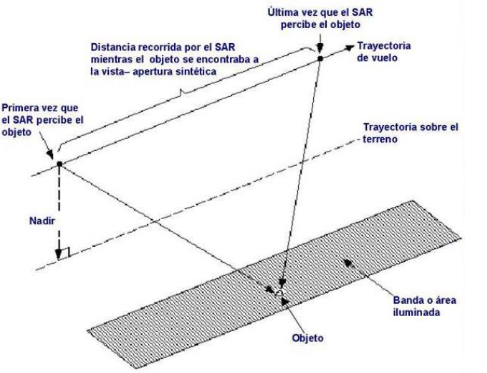 Última vez que el SAR
percibe el objeto
Distancia recorrida por el SAR
mientras el objeto se encontraba a
la vista– apertura sintética
Trayectoria
de vuelo
Primera vez que
el SAR percibe el
objeto
Trayectoria sobre el
terreno
Nadir
Banda o área
iluminada
Objeto